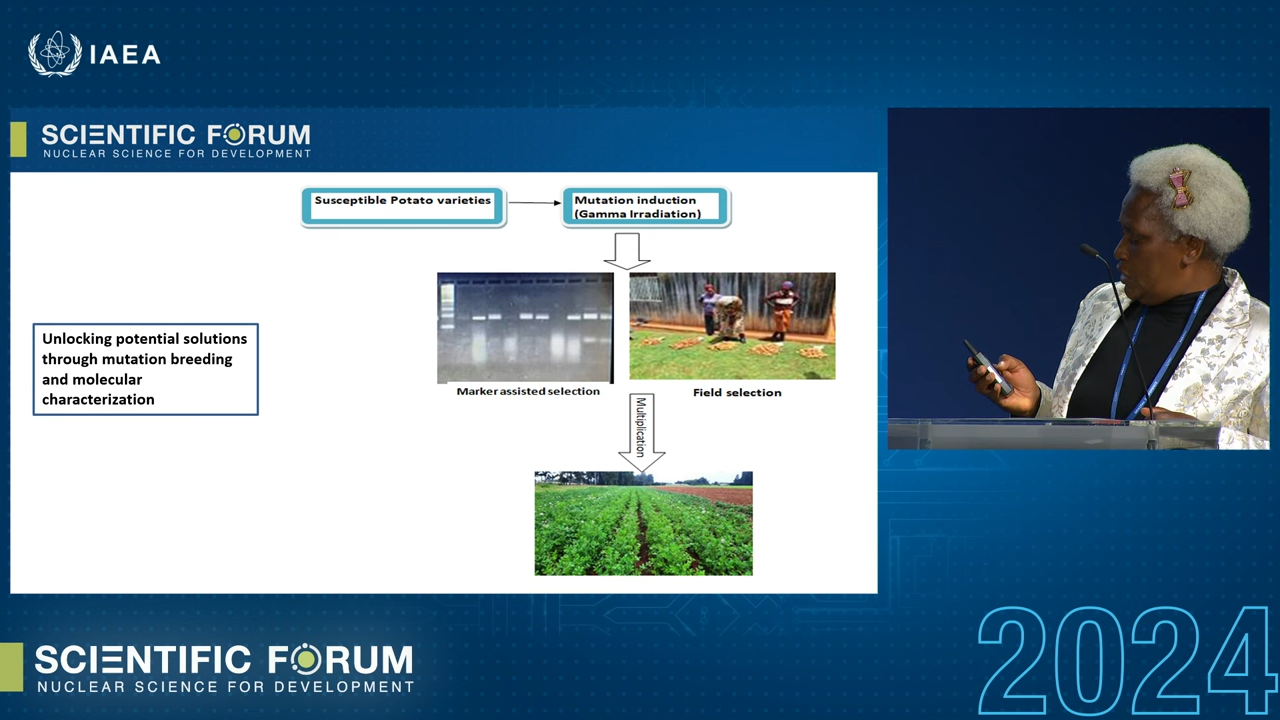 IAEA
SCIENTIFIC FORUM
NUCLEAR SCIENCE FOR DEVELOPMENT
Susceptible Potato varieties
Mutation induction
(Gamma Irradiation)
Unlocking potential solutions
through mutation breeding
and molecular
characterization
Marker assisted selection
Field selection
Multiplication
SCIENTIFIC FORUM
NUCLEAR SCIENCE FOR DEVELOPMENT
2024